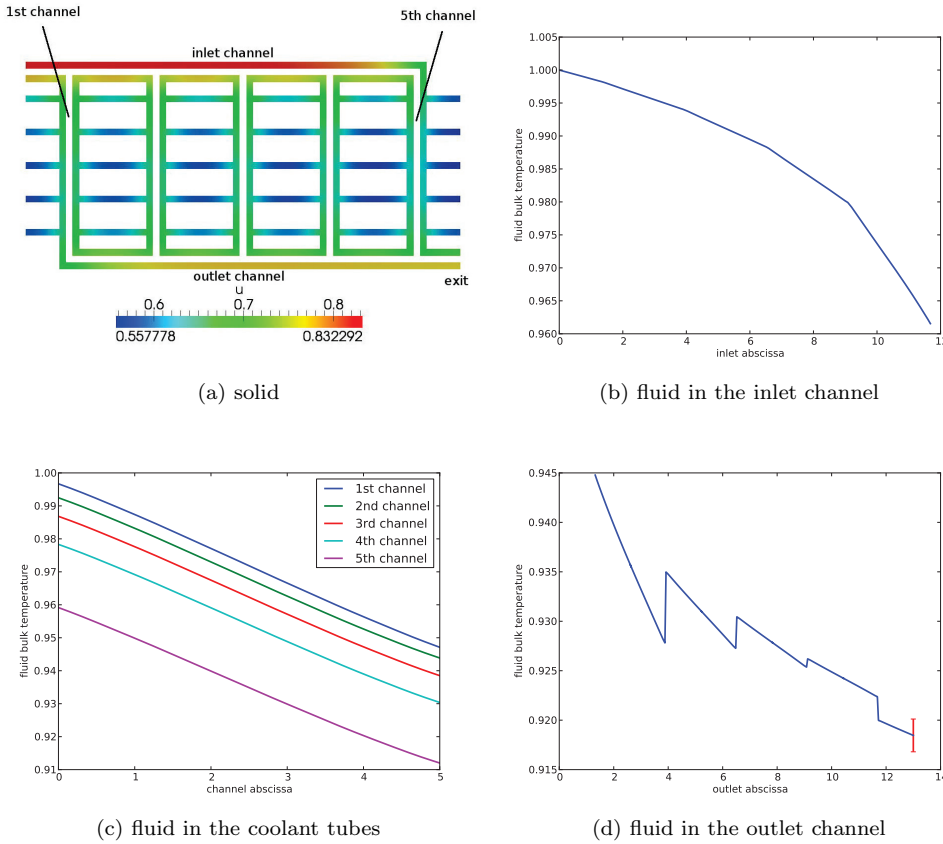 1st channel
5th channel
inlet channel
outlet channel
exit
u
0.6 0.7 0.8
0.557778 0.832292
(a) solid
1.005
1.000
0.995
0.990
0.985
0.980
0.975
0.970
0.965
0.960
fluid bulk temperature
0 2 4 6 8 10 12
inlet abscissa
(b) fluid in the inlet channel
1.00
0.99
0.98
0.97
0.96
0.95
0.94
0.93
0.92
0.91
fluid bulk temperature
1st channel
2nd channel
3rd channel
4th channel
5th channel
0 1 2 3 4 5
channel abscissa
(c) fluid in the coolant tubes
0.945
0.940
0.935
0.930
0.925
0.920
0.915
fluid bulk temperature
0 2 4 6 8 10 12 14
outlet abscissa
(d) fluid in the outlet channel